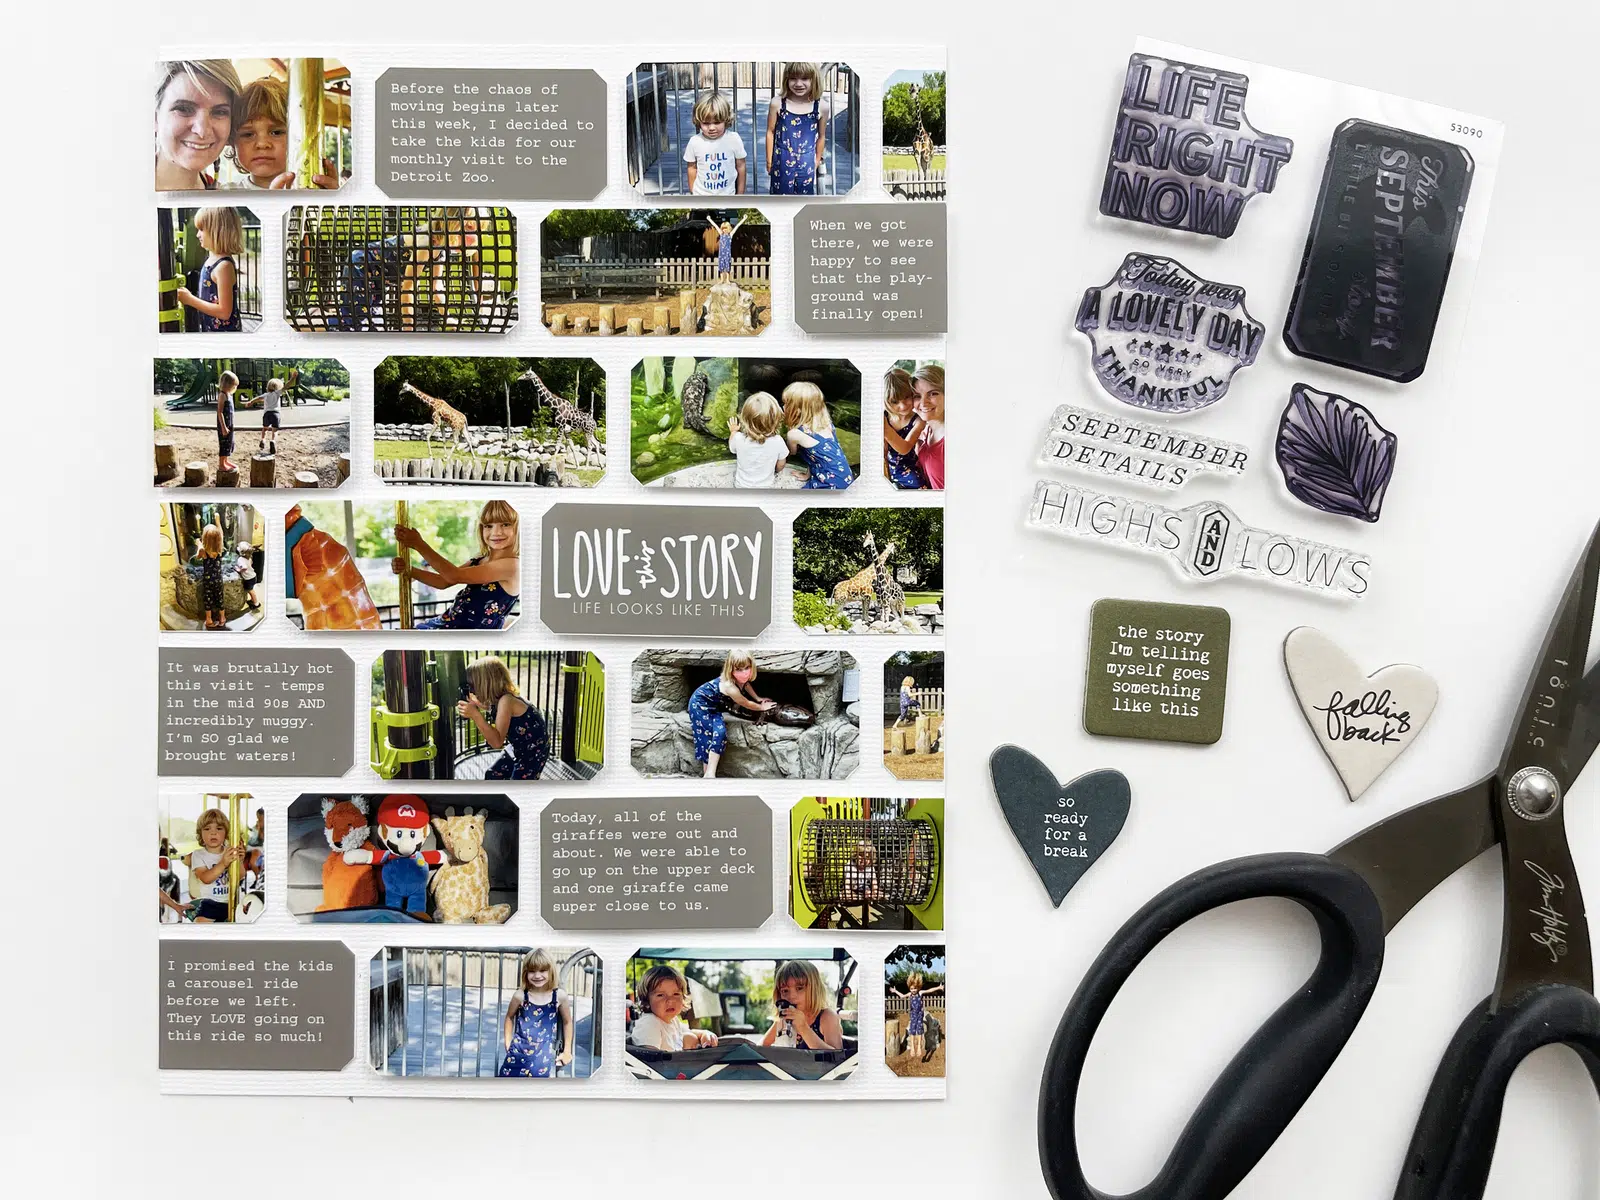 Before the chaos of
moving begins later
this week, I decided to
take the kids for our
monthly visit to the
Detroit Zoo.
FULL
OF
SUN
SHINE
When we got
there, we were
happy to see
that the play-
ground was
finally open!
LOVE this STORY
LIFE LOOKS LIKE THIS
It was brutally hot
this visit - temps
in the mid 90s AND
incredibly muggy.
I'm SO glad we
brought waters!
Today, all of the
giraffes were out and
about. We were able to
go up on the upper deck
and one giraffe came
super close to us.
I promised the kids
a carousel ride
before we left.
They LOVE going on
this ride so much!
S3090
LIFE
RIGHT
NOW
This
SEPTEMBER
Today was
A LOVELY DAY
SO VERY
THANKFUL
SEPTEMBER
DETAILS
HIGHS AND LOWS
the story
I'm telling
myself goes
something
like this
falling
back
so
ready
for a
break
tonic
studios
Tim Holtz